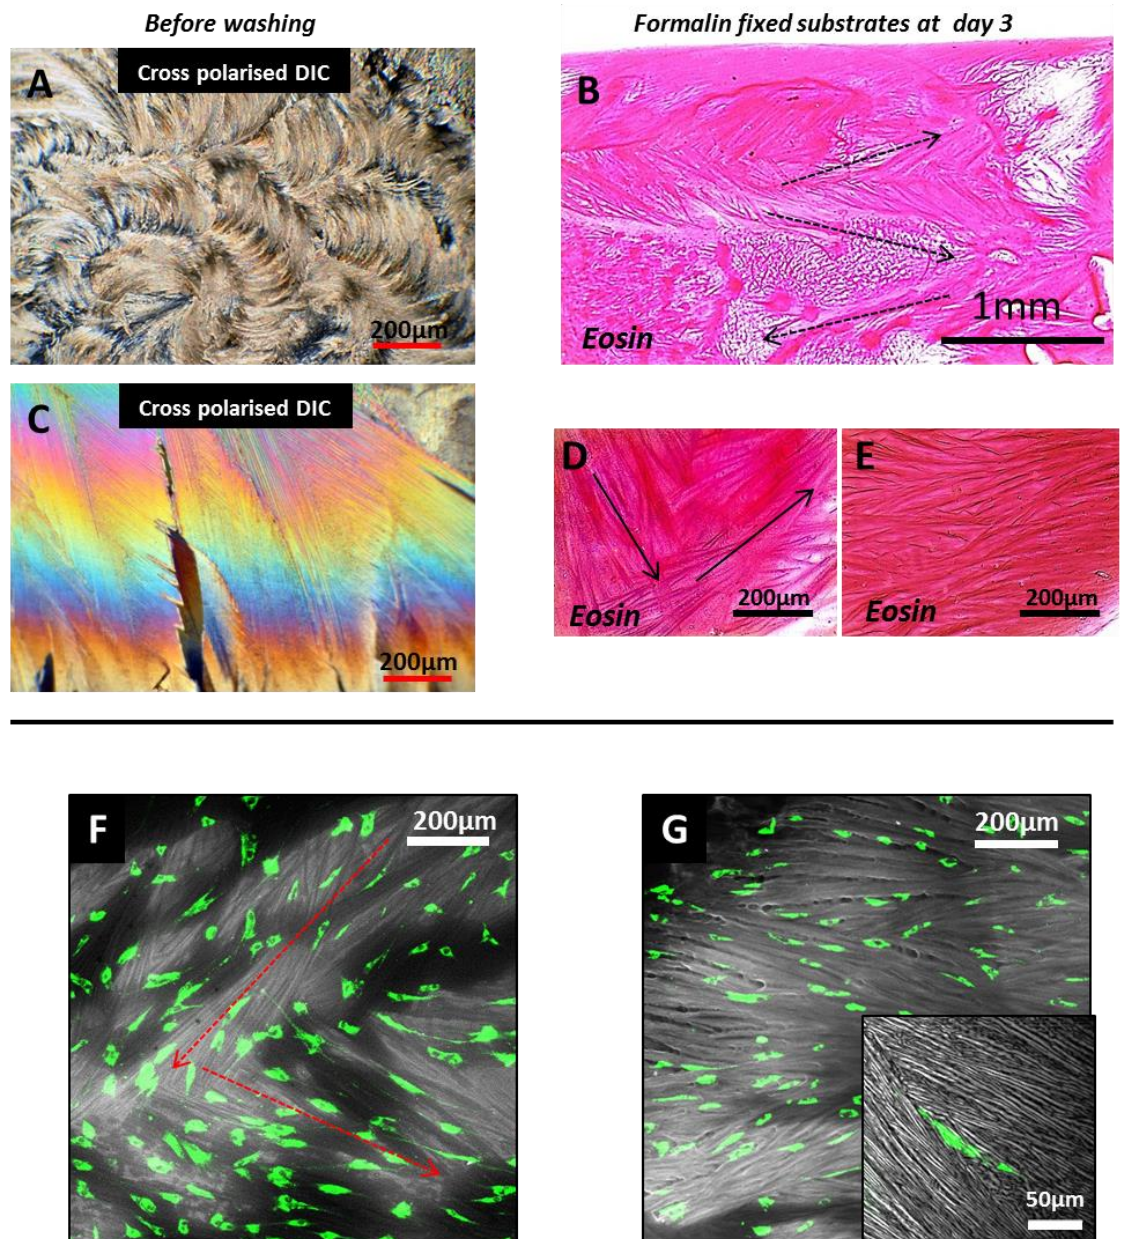 Before washing
Formalin fixed substrates at day 3
A
Cross polarised DIC
200µm
B
1mm
Eosin
C
Cross polarised DIC
200µm
D
Eosin
200µm
E
Eosin
200µm
F
200µm
G
200µm
50µm